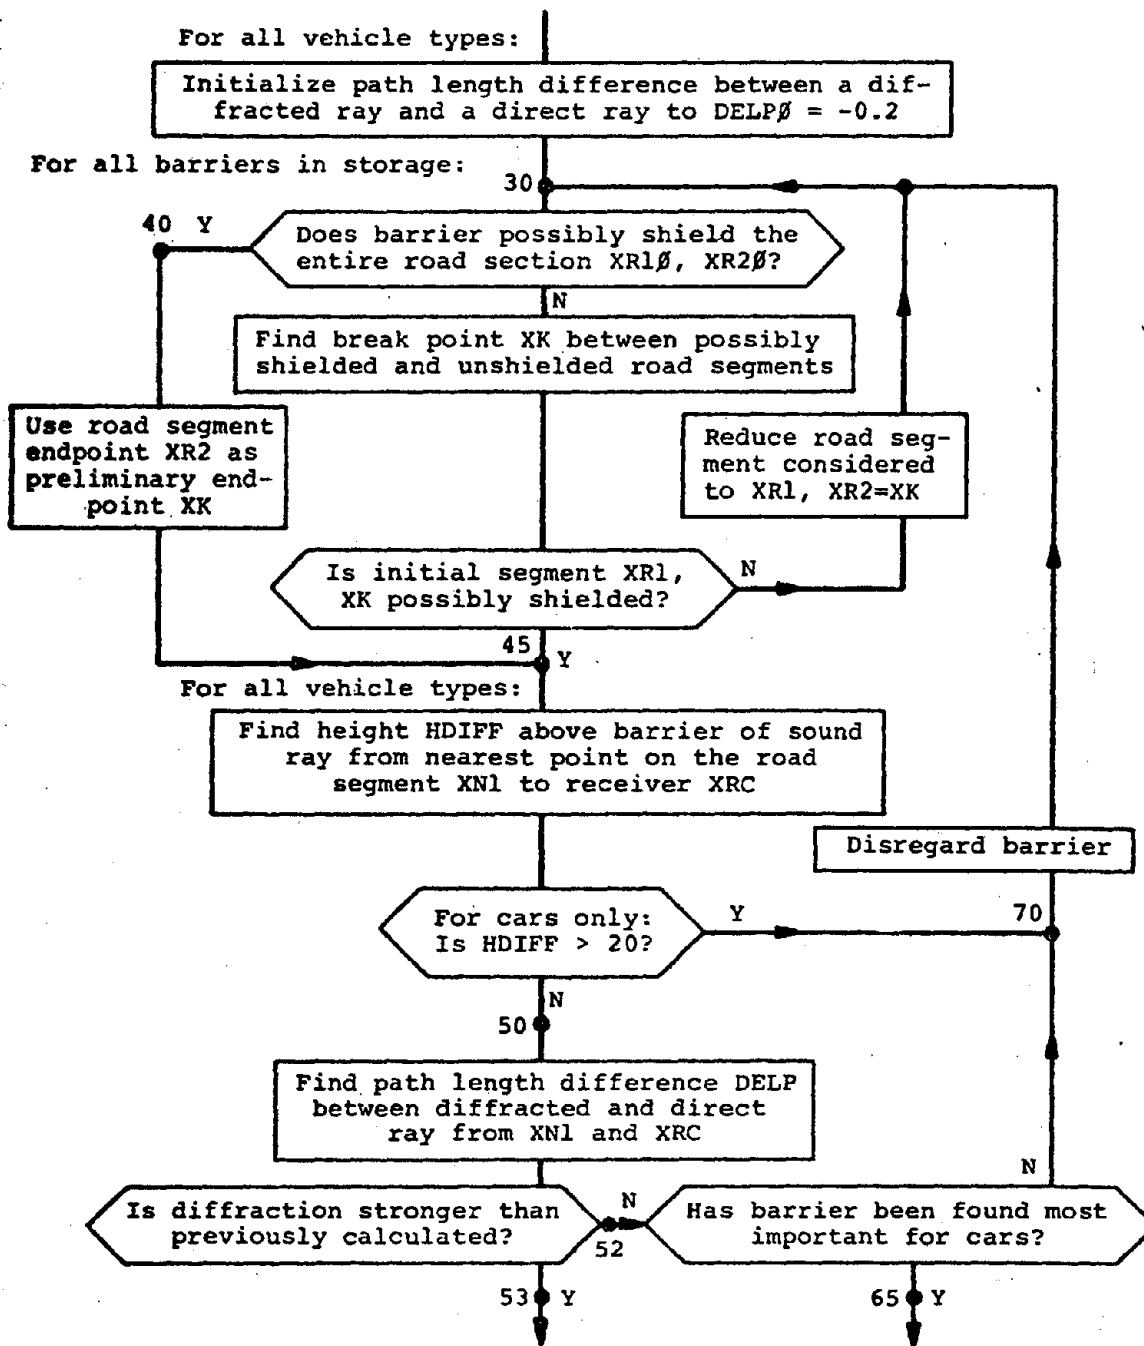 For all vehicle types:
Initialize path length difference between a dif-
fracted ray and a direct ray to DELPØ = -0.2
For all barriers in storage:
30
40 Y
Does barrier possibly shield the
entire road section XR1Ø, XR2Ø?
N
Find break point XK between possibly
shielded and unshielded road segments
Use road segment
endpoint XR2 as
preliminary end-
point XK
Reduce road seg-
ment considered
to XR1, XR2=XK
Is initial segment XR1,
XK possibly shielded?
N
45
Y
For all vehicle types:
Find height HDIFF above barrier of sound
ray from nearest point on the road
segment XN1 to receiver XRC
Disregard barrier
For cars only:
Is HDIFF > 20?
Y
70
N
50
Find path length difference DELP
between diffracted and direct
ray from XN1 and XRC
N
Is diffraction stronger than
previously calculated?
N
52
Has barrier been found most
important for cars?
53 Y
65 Y